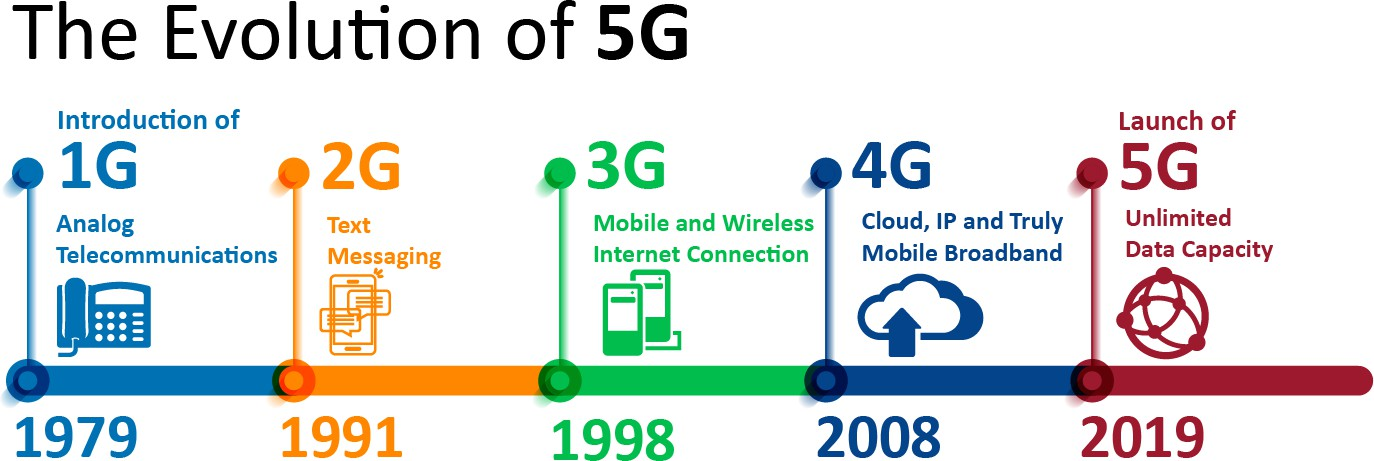 The Evolution of 5G
Introduction of
1G
Analog
Telecommunications
1979
2G
Text
Messaging
1991
3G
Mobile and Wireless
Internet Connection
1998
4G
Cloud, IP and Truly
Mobile Broadband
2008
Launch of
5G
Unlimited
Data Capacity
2019